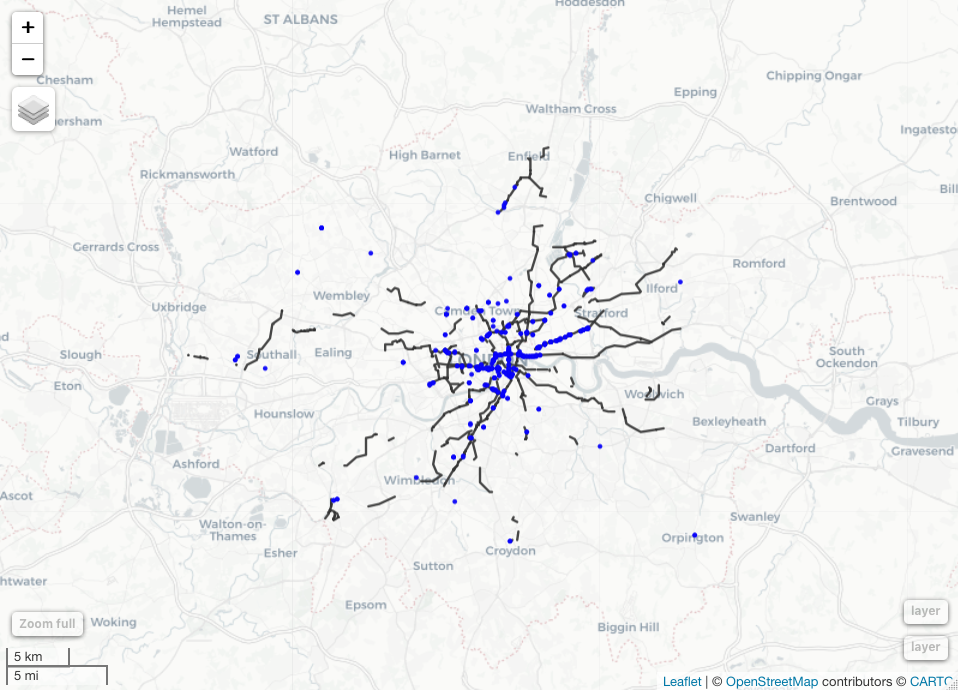 Hoddesdon
Hemel
Hempstead
ST ALBANS
+
−
Chesham
Chipping Ongar
Epping
Waltham Cross
ersham
Ingatesto
Watford
High Barnet
Enfield
Rickmansworth
Chigwell
Brentwood
Bill
Gerrards Cross
Romford
Ilford
Wembley
Uxbridge
Camden Town
Stratford
Slough
Southall
Ealing
LONDON
South
Ockendon
Eton
Woolwich
Grays
Hounslow
Bexleyheath
Tilbury
Dartford
Gravesend
Ashford
Wimbledon
Ascot
Swanley
Walton-on-
Thames
Orpington
Esher
Croydon
Sutton
htwater
Epsom
Zoom full
Woking
Biggin Hill
layer
layer
5 km
5 mi
Leaflet | © OpenStreetMap contributors © CARTO